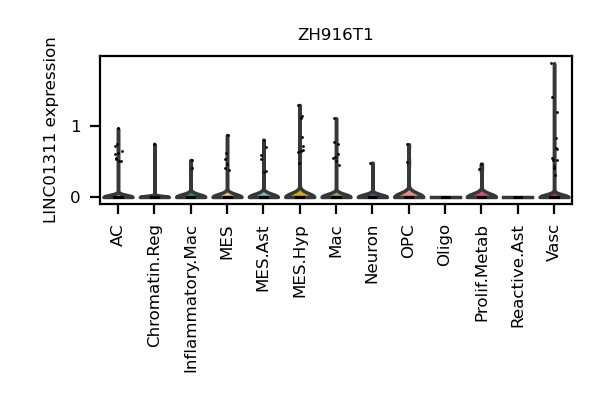 ZH916T1
LINC01311 expression
1
0
AC
Chromatin.Reg
Inflammatory.Mac
MES
MES.Ast
MES.Hyp
Mac
Neuron
OPC
Oligo
Prolif.Metab
Reactive.Ast
Vasc